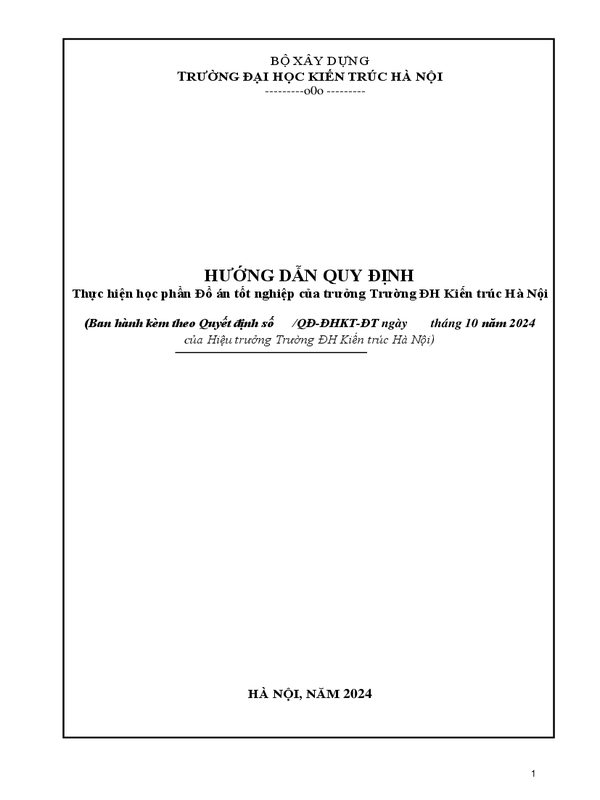 BỘ XÂY DỰNG
TRƯỜNG ĐẠI HỌC KIẾN TRÚC HÀ NỘI
---------o0o ---------
HƯỚNG DẪN QUY ĐỊNH
Thực hiện học phần Đồ án tốt nghiệp của trường Trường ĐH Kiến trúc Hà Nội
(Ban hành kèm theo Quyết định số /QĐ-ĐHKT-ĐT ngày tháng 10 năm 2024
của Hiệu trưởng Trường ĐH Kiến trúc Hà Nội)
HÀ NỘI, NĂM 2024
1